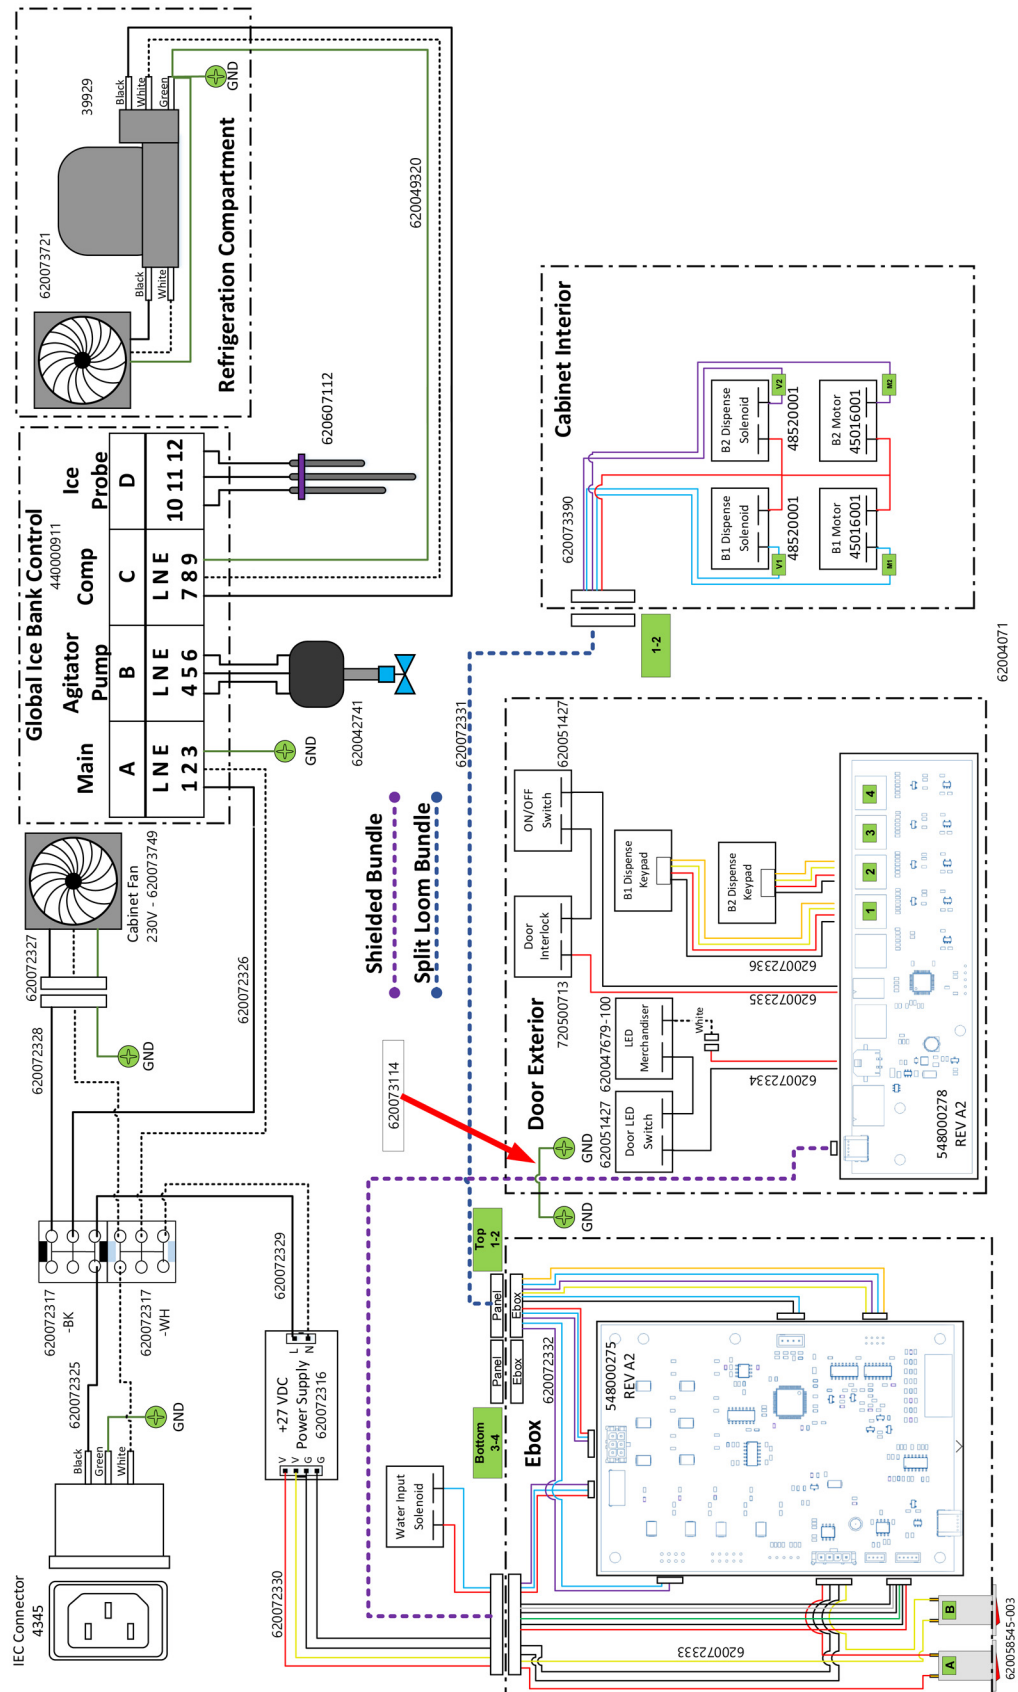 IEC Connector
4345
Black
Green
White
GND
620072325
620072317
-BK
620072317
-WH
620072328
620072327
GND
Cabinet Fan
230V - 620073749
620072326
620072329
+27 VDC
Power Supply
620072316
L
N
V
V
G
G
620072330
Global Ice Bank Control
440000911
Main
Agitator
Pump
Comp
Ice
Probe
A
B
C
D
L N E
L N E
L N E
1 2 3
4 5 6
7 8 9
10 11 12
GND
620042741
620607112
620049320
Refrigeration Compartment
620073721
39929
Black
White
Black
White
Green
GND
Shielded Bundle
Split Loom Bundle
620073114
620072331
Water Input
Solenoid
Bottom
3-4
Top
1-2
Panel
Panel
Ebox
Ebox
GND
GND
Ebox
620072332
548000275
REV A2
620072333
A
B
620058545-003
Door Exterior
620051427
Door LED
Switch
620047679-100
LED
Merchandiser
White
720500713
Door
Interlock
620051427
ON/OFF
Switch
B1 Dispense
Keypad
B2 Dispense
Keypad
620072334
620072335
620072336
1
2
3
4
548000278
REV A2
Cabinet Interior
620073390
1-2
B1 Dispense
Solenoid
48520001
B2 Dispense
Solenoid
48520001
V1
V2
B1 Motor
45016001
B2 Motor
45016001
M1
M2
62004071